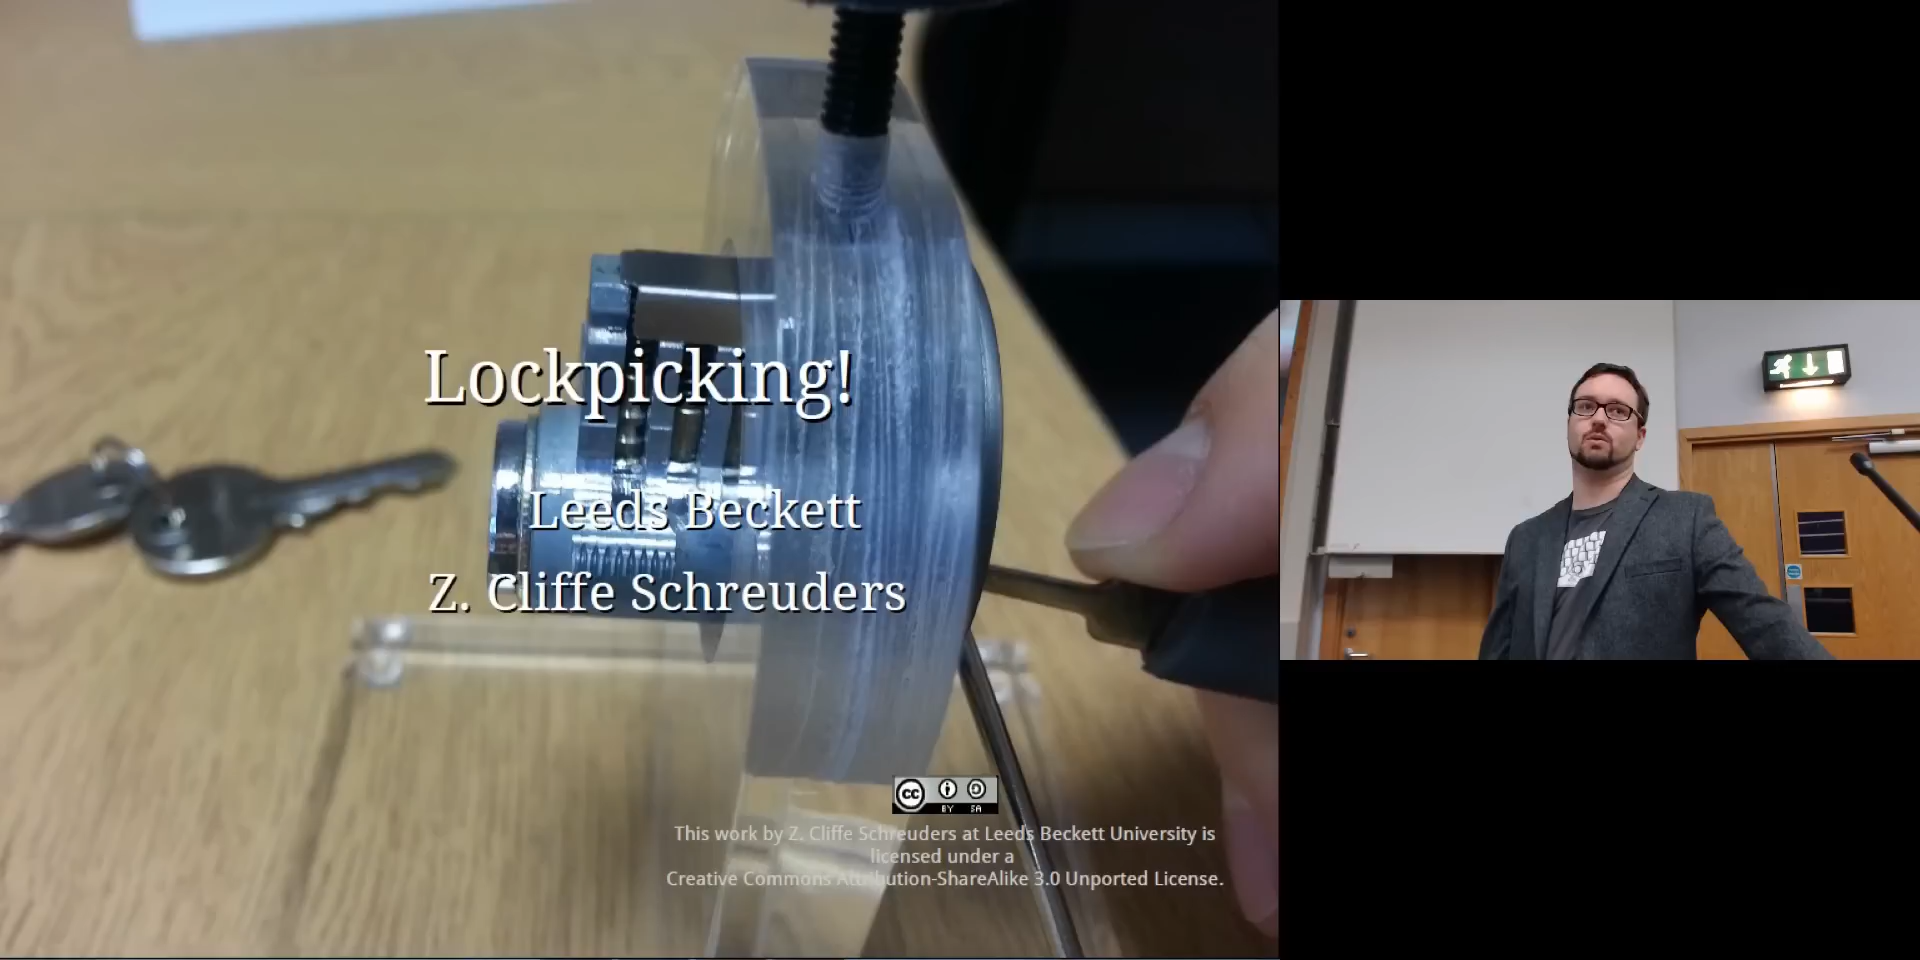 Lockpicking!
Leeds Beckett
Z. Cliffe Schreuders
cc
BY SA
This work by Z. Cliffe Schreuders at Leeds Beckett University is
licensed under a
Creative Commons Attribution-ShareAlike 3.0 Unported License.